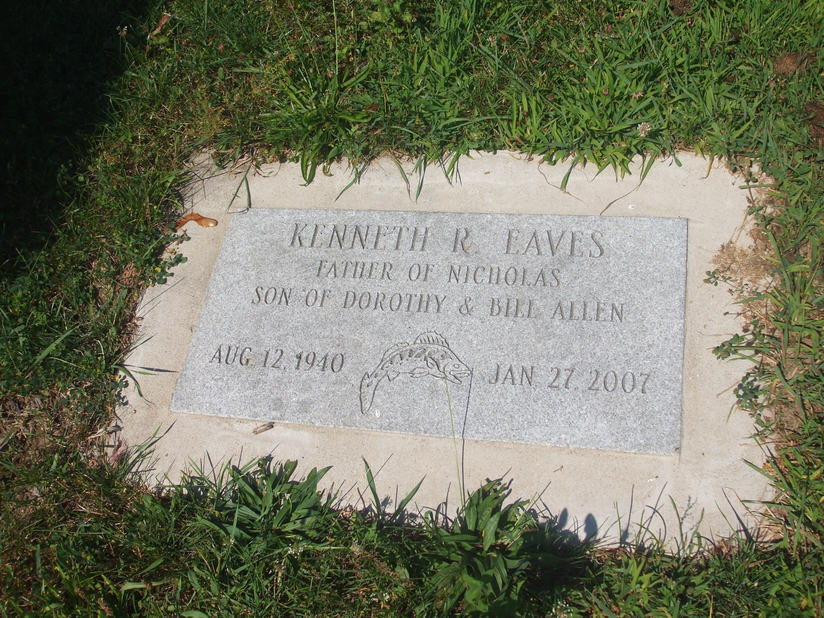 KENNETH R. EAVES
FATHER OF NICHOLAS
SON OF DOROTHY & BILL ALLEN
AUG. 12, 1940 JAN. 27, 2007